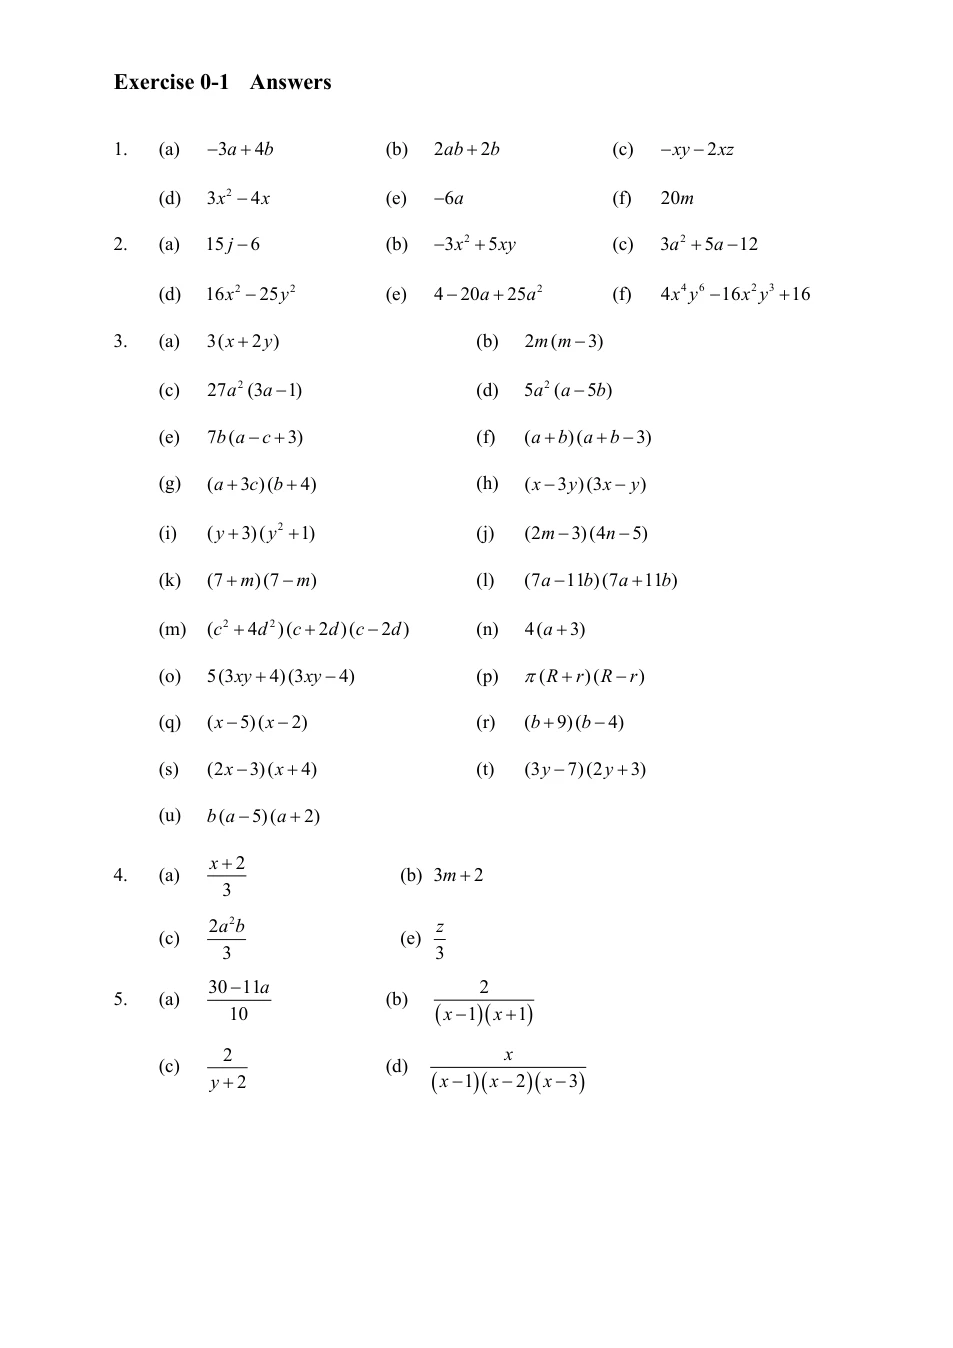 Exercise 0-1 Answers
1. (a) −3a + 4b (b) 2ab + 2b (c) −xy − 2xz
(d) 3x² − 4x (e) −6a (f) 20m
2. (a) 15j − 6 (b) −3x² + 5xy (c) 3a² + 5a − 12
(d) 16x² − 25y² (e) 4 − 20a + 25a² (f) 4x⁴y⁶ − 16x²y³ + 16
3. (a) 3(x + 2y) (b) 2m(m − 3)
(c) 27a²(3a − 1) (d) 5a²(a − 5b)
(e) 7b(a − c + 3) (f) (a + b)(a + b − 3)
(g) (a + 3c)(b + 4) (h) (x − 3y)(3x − y)
(i) (y + 3)(y² + 1) (j) (2m − 3)(4n − 5)
(k) (7 + m)(7 − m) (l) (7a − 11b)(7a + 11b)
(m) (c² + 4d²)(c + 2d)(c − 2d) (n) 4(a + 3)
(o) 5(3xy + 4)(3xy − 4) (p) π(R + r)(R − r)
(q) (x − 5)(x − 2) (r) (b + 9)(b − 4)
(s) (2x − 3)(x + 4) (t) (3y − 7)(2y + 3)
(u) b(a − 5)(a + 2)
4. (a) (x + 2)/3 (b) 3m + 2
(c) 2a²b/3 (e) z/3
5. (a) (30 − 11a)/10 (b) 2/((x − 1)(x + 1))
(c) 2/(y + 2) (d) x/((x − 1)(x − 2)(x − 3))